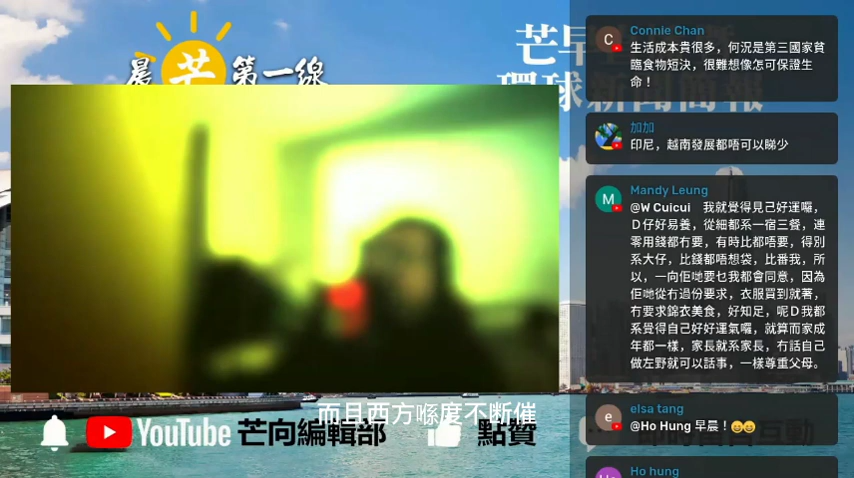 晨芒第一線
芒早
環球新聞簡報
而且西方喺度不斷催
YouTube 芒向編輯部
點贊
即時留言互動
Connie Chan
生活成本貴很多，何況是第三國家貧
臨食物短決，很難想像怎可保證生
命！
加加
印尼，越南發展都唔可以睇少
Mandy Leung
@W Cuicui 我就覺得見己好運囉，
Ｄ仔好易養，從細都系一宿三餐，連
零用錢都冇要，有時比都唔要，得別
系大仔，比錢都唔想袋，比番我，所
以，一向佢哋要乜我都會同意，因為
佢哋從冇過份要求，衣服買到就著，
冇要求錦衣美食，好知足，呢Ｄ我都
系覺得自己好好運氣囉，就算而家成
年都一樣，家長就系家長，冇話自己
做左野就可以話事，一樣尊重父母。
elsa tang
@Ho Hung 早晨！😄😄
Ho hung